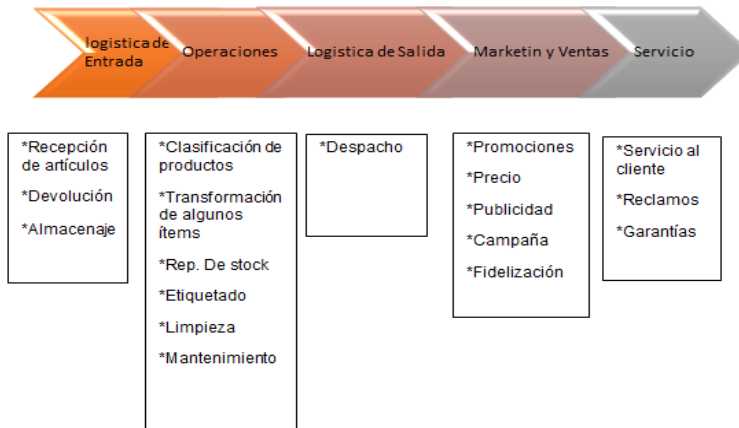 logistica de
Entrada
Operaciones
Logistica de Salida
Marketin y Ventas
Servicio
*Recepción
de artículos
*Devolución
*Almacenaje
*Clasificación de
productos
*Transformación
de algunos
ítems
*Rep. De stock
*Etiquetado
*Limpieza
*Mantenimiento
*Despacho
*Promociones
*Precio
*Publicidad
*Campaña
*Fidelización
*Servicio al
cliente
*Reclamos
*Garantías